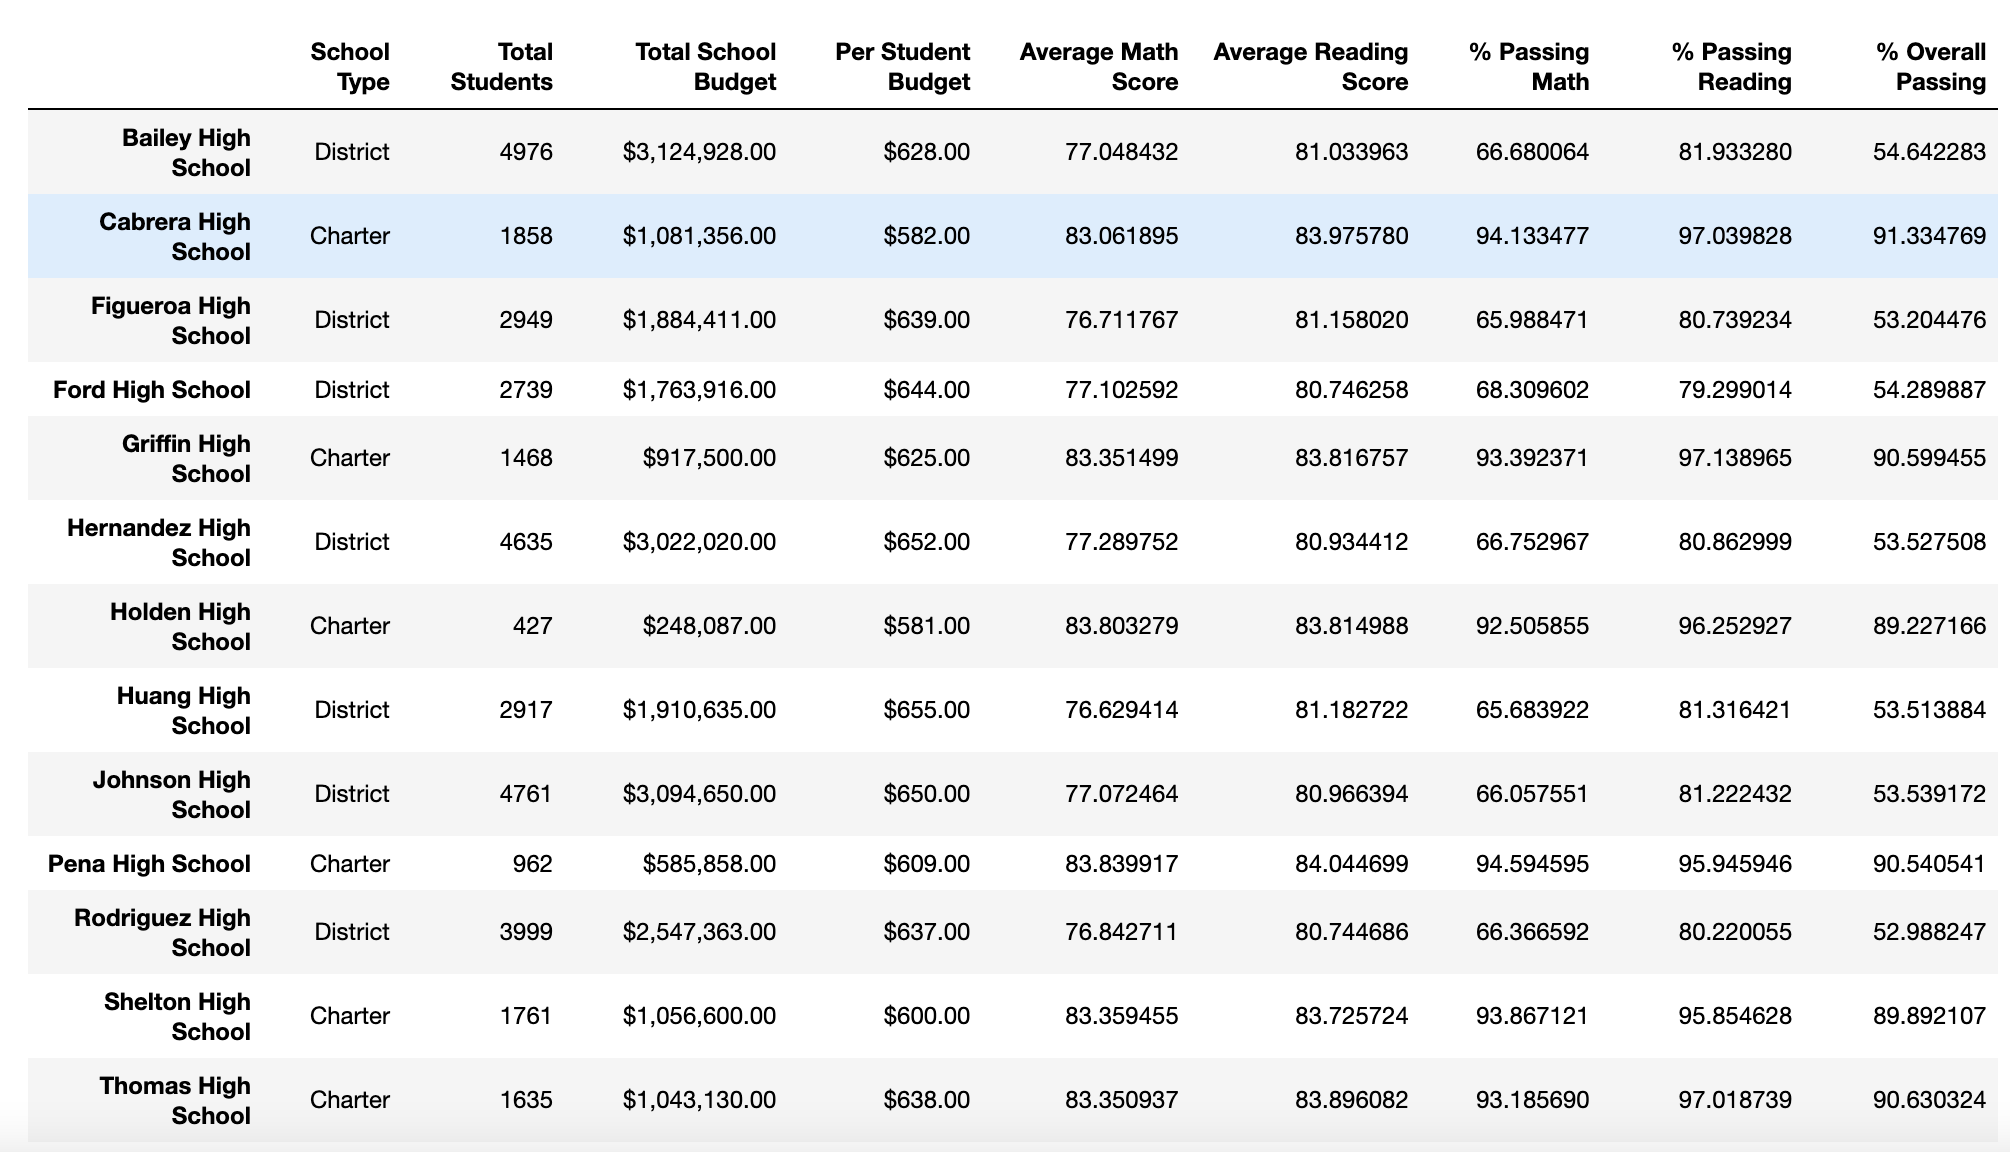 School Type Total Students Total School Budget Per Student Budget Average Math Score Average Reading Score % Passing Math % Passing Reading % Overall Passing
Bailey High School District 4976 $3,124,928.00 $628.00 77.048432 81.033963 66.680064 81.933280 54.642283
Cabrera High School Charter 1858 $1,081,356.00 $582.00 83.061895 83.975780 94.133477 97.039828 91.334769
Figueroa High School District 2949 $1,884,411.00 $639.00 76.711767 81.158020 65.988471 80.739234 53.204476
Ford High School District 2739 $1,763,916.00 $644.00 77.102592 80.746258 68.309602 79.299014 54.289887
Griffin High School Charter 1468 $917,500.00 $625.00 83.351499 83.816757 93.392371 97.138965 90.599455
Hernandez High School District 4635 $3,022,020.00 $652.00 77.289752 80.934412 66.752967 80.862999 53.527508
Holden High School Charter 427 $248,087.00 $581.00 83.803279 83.814988 92.505855 96.252927 89.227166
Huang High School District 2917 $1,910,635.00 $655.00 76.629414 81.182722 65.683922 81.316421 53.513884
Johnson High School District 4761 $3,094,650.00 $650.00 77.072464 80.966394 66.057551 81.222432 53.539172
Pena High School Charter 962 $585,858.00 $609.00 83.839917 84.044699 94.594595 95.945946 90.540541
Rodriguez High School District 3999 $2,547,363.00 $637.00 76.842711 80.744686 66.366592 80.220055 52.988247
Shelton High School Charter 1761 $1,056,600.00 $600.00 83.359455 83.725724 93.867121 95.854628 89.892107
Thomas High School Charter 1635 $1,043,130.00 $638.00 83.350937 83.896082 93.185690 97.018739 90.630324